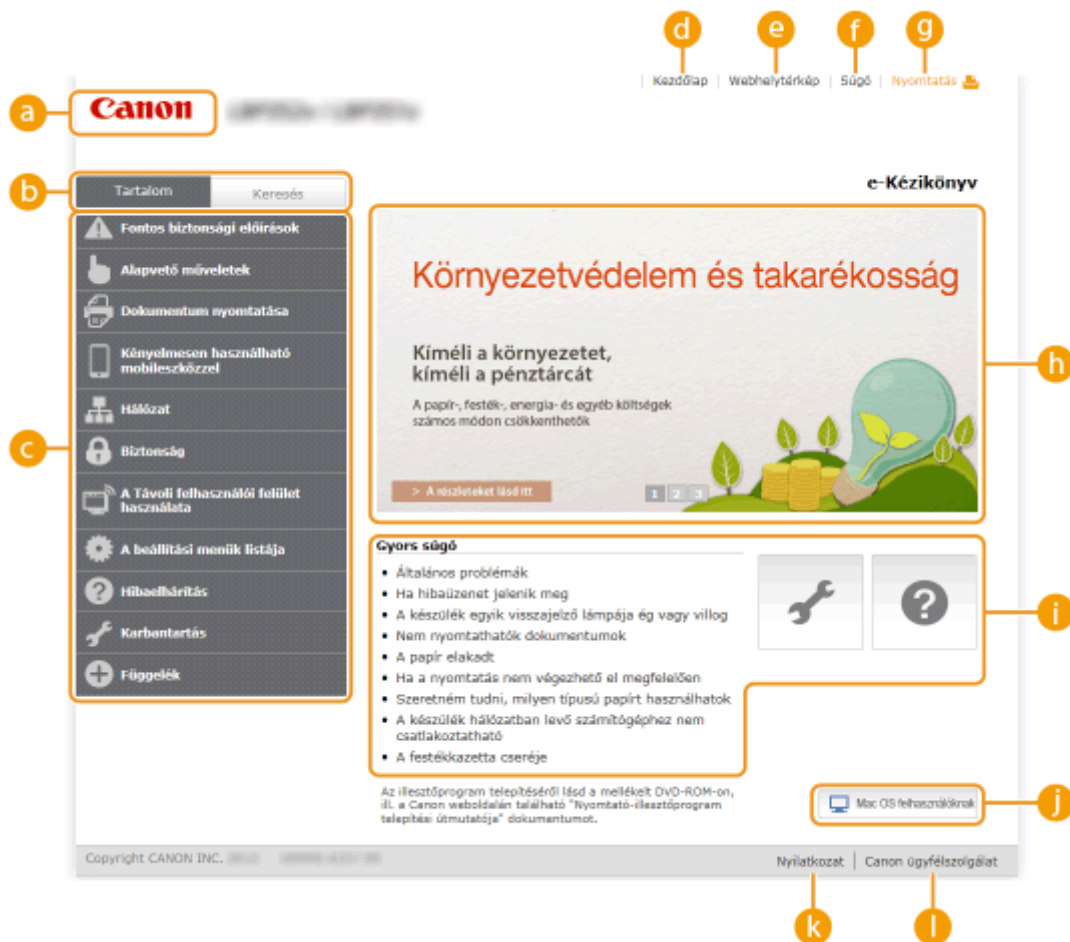 d e f g
Kezdőlap | Webhelytérkép | Súgó | Nyomtatás
a Canon
b Tartalom Keresés
e-Kézikönyv
c
Fontos biztonsági előírások
Alapvető műveletek
Dokumentum nyomtatása
Kényelmesen használható
mobileszközzel
Hálózat
Biztonság
A Távoli felhasználói felület
használata
A beállítási menük listája
Hibaelhárítás
Karbantartás
Függelék
h
Környezetvédelem és takarékosság
Kíméli a környezetet,
kíméli a pénztárcát
A papír-, festék-, energia- és egyéb költségek
számos módon csökkenthetők
> A részleteket lásd itt
1 2 3
i
Gyors súgó
• Általános problémák
• Ha hibaüzenet jelenik meg
• A készülék egyik visszajelző lámpája ég vagy villog
• Nem nyomtathatók dokumentumok
• A papír elakadt
• Ha a nyomtatás nem végezhető el megfelelően
• Szeretném tudni, milyen típusú papírt használhatok
• A készülék hálózatban levő számítógéphez nem
csatlakoztatható
• A festékkazetta cseréje
Az illesztőprogram telepítéséről lásd a mellékelt DVD-ROM-on,
ill. a Canon weboldalán található "Nyomtató-illesztőprogram
telepítési útmutatója" dokumentumot.
Mac OS felhasználóknak j
Copyright CANON INC.
Nyilatkozat | Canon ügyfélszolgálat
k l